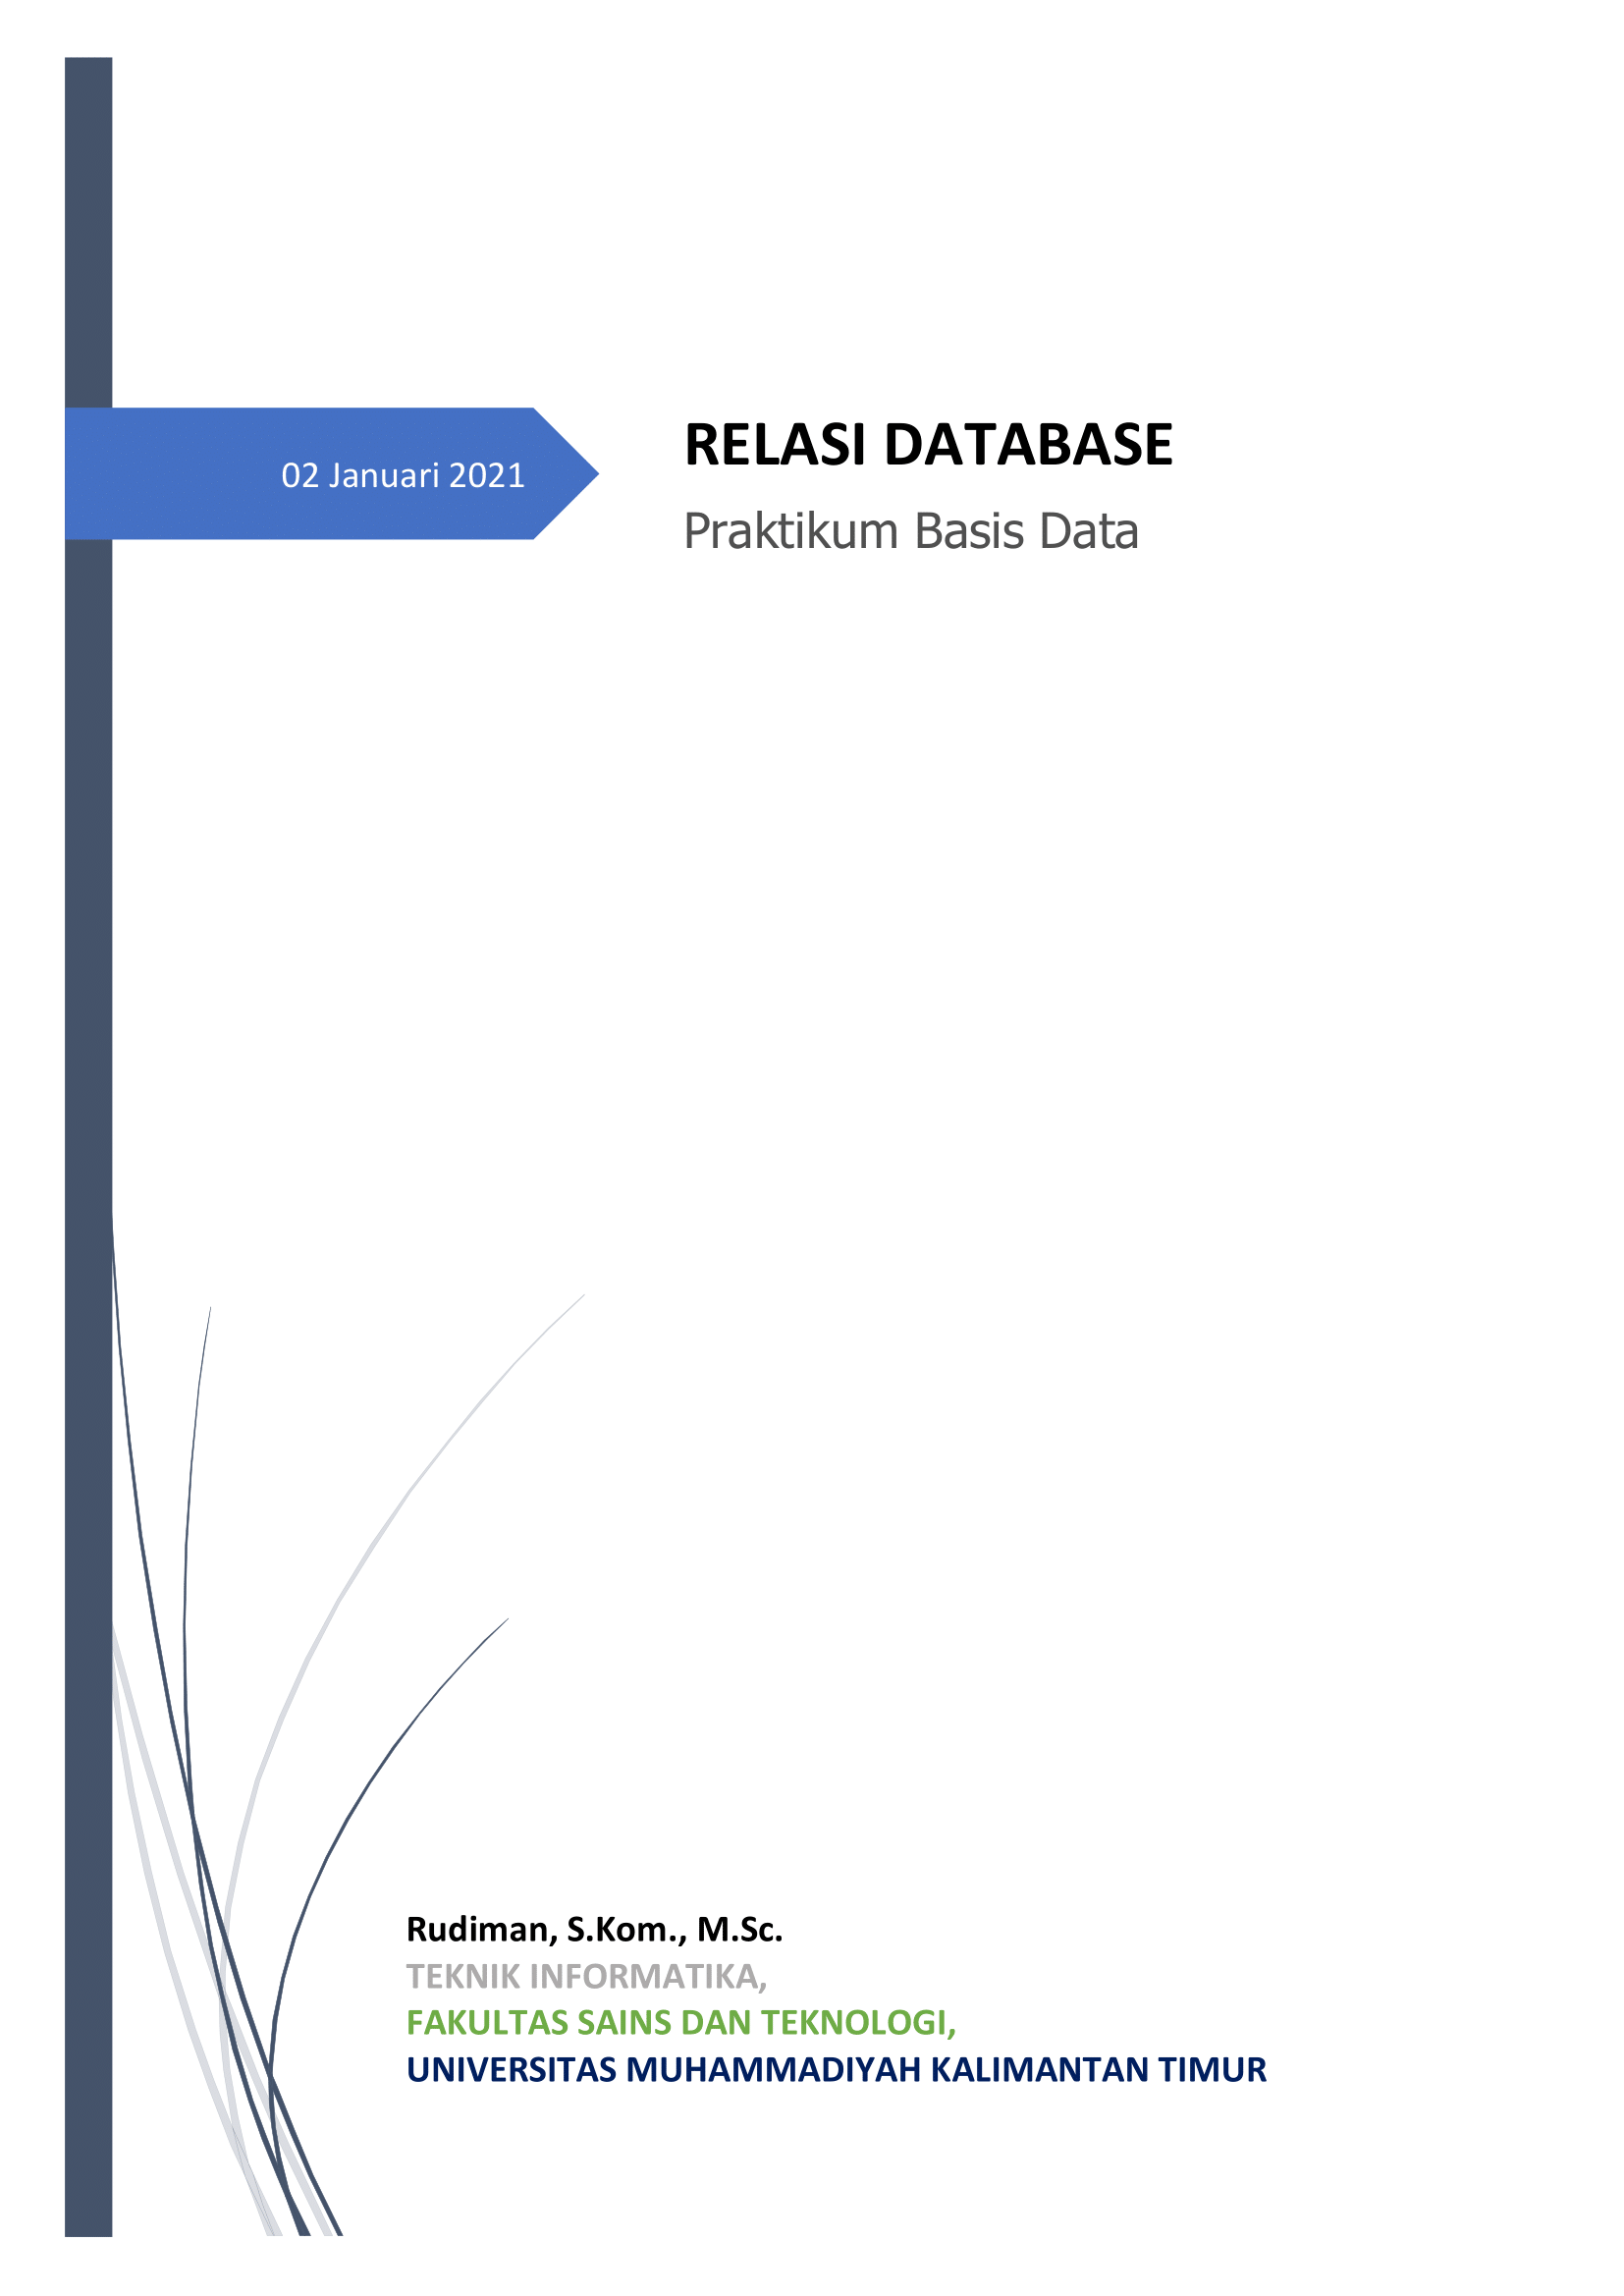 02 Januari 2021
RELASI DATABASE
Praktikum Basis Data
Rudiman, S.Kom., M.Sc.
TEKNIK INFORMATIKA,
FAKULTAS SAINS DAN TEKNOLOGI,
UNIVERSITAS MUHAMMADIYAH KALIMANTAN TIMUR